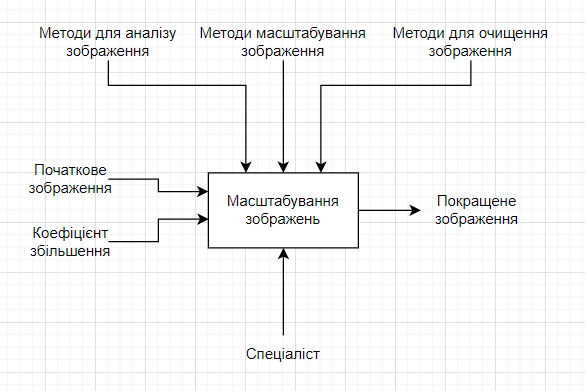 Методи для аналізу
зображення
Методи масштабування
зображення
Методи для очищення
зображення
Початкове
зображення
Масштабування
зображень
Покращене
зображення
Коефіцієнт
збільшення
Спеціаліст